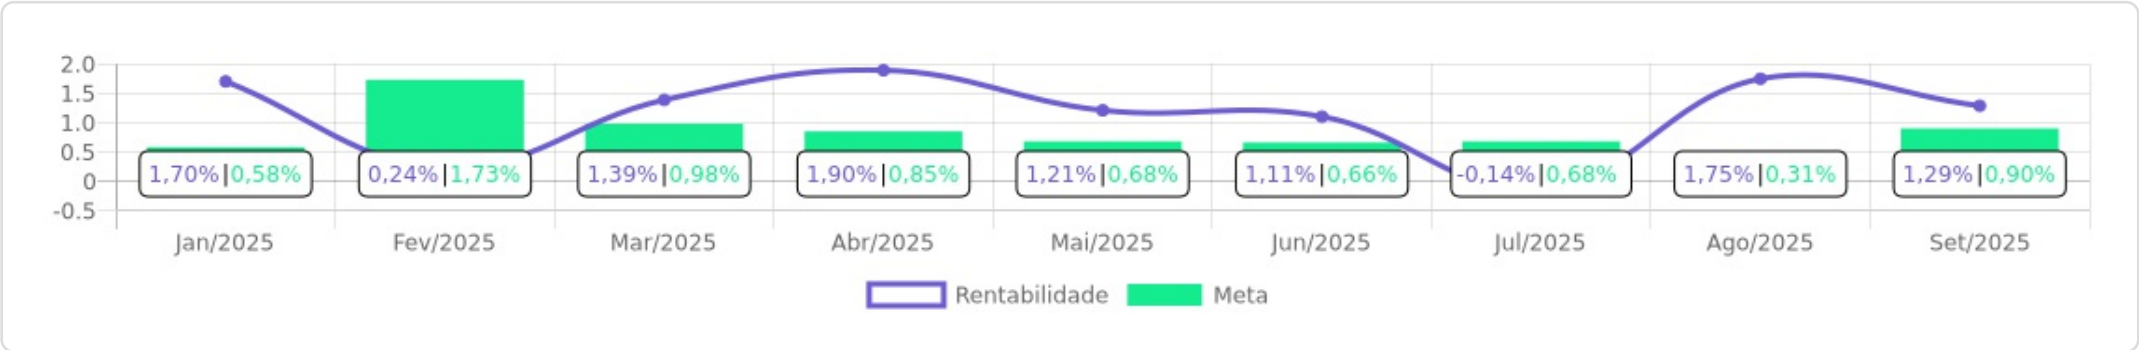 2.0
1.5
1.0
0.5
0
-0.5
1,70%|0,58%
0,24%|1,73%
1,39%|0,98%
1,90%|0,85%
1,21%|0,68%
1,11%|0,66%
-0,14%|0,68%
1,75%|0,31%
1,29%|0,90%
Jan/2025
Fev/2025
Mar/2025
Abr/2025
Mai/2025
Jun/2025
Jul/2025
Ago/2025
Set/2025
Rentabilidade
Meta